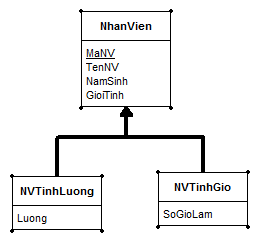 NhanVien
MaNV
TenNV
NamSinh
GioiTinh
NVTinhLuong
Luong
NVTinhGio
SoGioLam